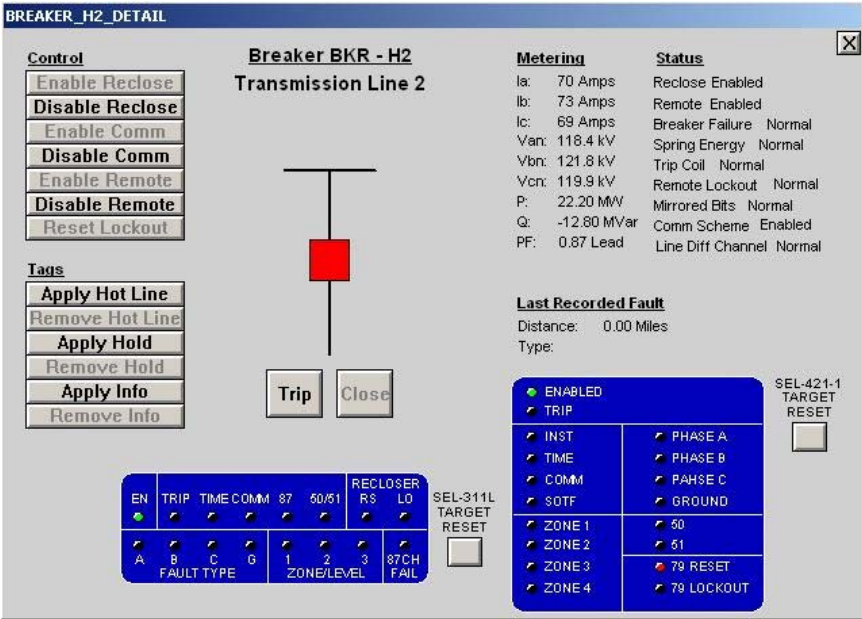 BREAKER_H2_DETAIL
X
Control
Enable Reclose
Disable Reclose
Enable Comm
Disable Comm
Enable Remote
Disable Remote
Reset Lockout
Tags
Apply Hot Line
Remove Hot Line
Apply Hold
Remove Hold
Apply Info
Remove Info
Breaker BKR - H2
Transmission Line 2
Trip
Close
Metering
Ia: 70 Amps
Ib: 73 Amps
Ic: 69 Amps
Van: 118.4 kV
Vbn: 121.8 kV
Vcn: 119.9 kV
P: 22.20 MW
Q: -12.80 MVar
PF: 0.87 Lead
Status
Reclose Enabled
Remote Enabled
Breaker Failure Normal
Spring Energy Normal
Trip Coil Normal
Remote Lockout Normal
Mirrored Bits Normal
Comm Scheme Enabled
Line Diff Channel Normal
Last Recorded Fault
Distance: 0.00 Miles
Type:
RECLOSER
EN TRIP TIME COMM 87 50/51 RS LO
A B C G 1 2 3 87CH
FAULT TYPE ZONE/LEVEL FAIL
SEL-311L
TARGET
RESET
ENABLED
TRIP
INST
TIME
COMM
SOTF
PHASE A
PHASE B
PAHSE C
GROUND
ZONE 1
ZONE 2
ZONE 3
ZONE 4
50
51
79 RESET
79 LOCKOUT
SEL-421-1
TARGET
RESET